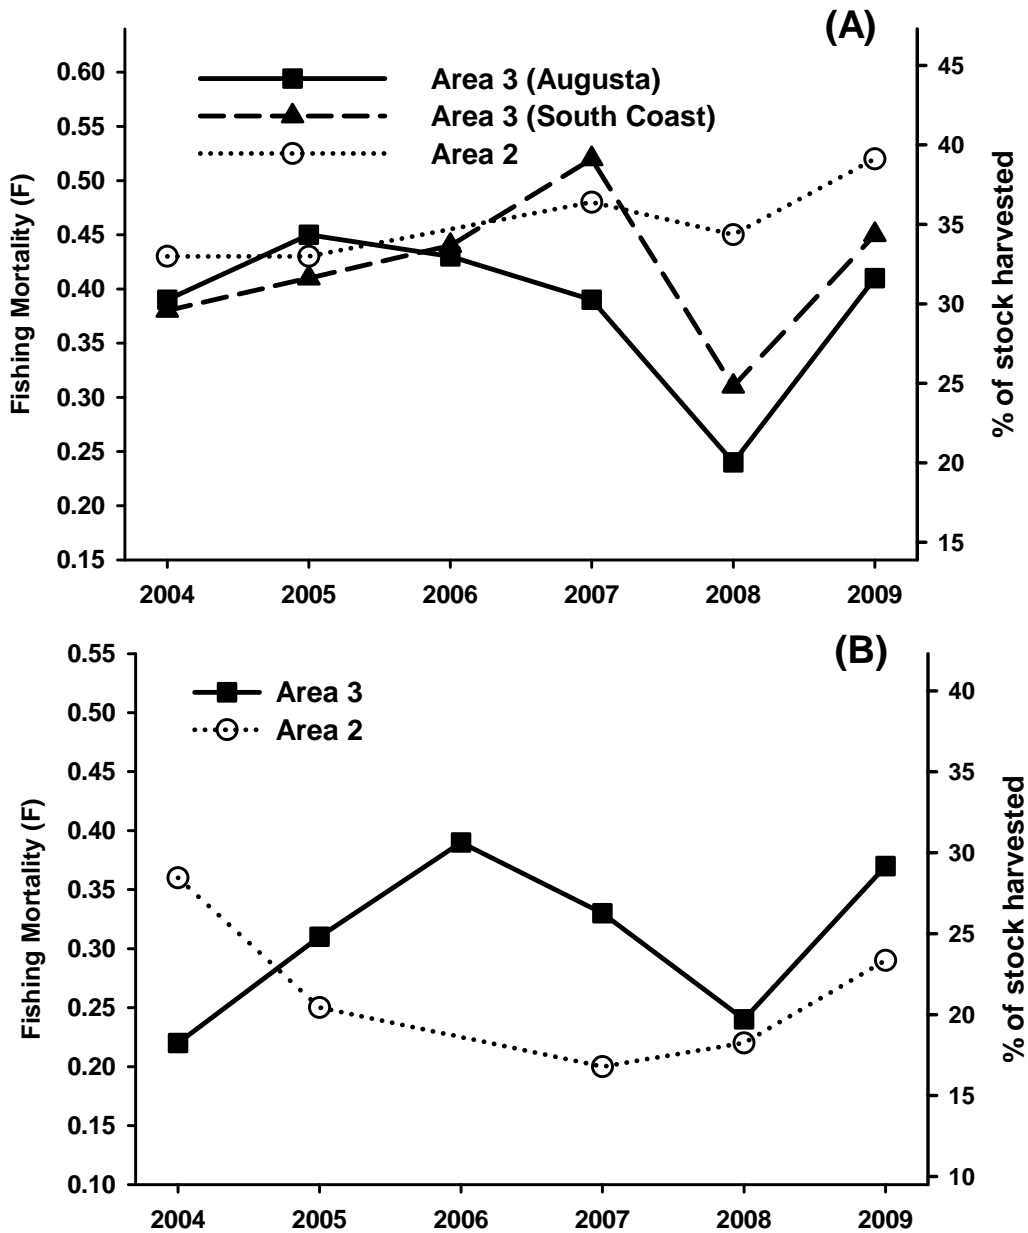 (A)
Area 3 (Augusta)
Area 3 (South Coast)
Area 2
Fishing Mortality (F)
0.60
0.55
0.50
0.45
0.40
0.35
0.30
0.25
0.20
0.15
% of stock harvested
45
40
35
30
25
20
15
2004 2005 2006 2007 2008 2009
(B)
Area 3
Area 2
Fishing Mortality (F)
0.55
0.50
0.45
0.40
0.35
0.30
0.25
0.20
0.15
0.10
% of stock harvested
40
35
30
25
20
15
10
2004 2005 2006 2007 2008 2009